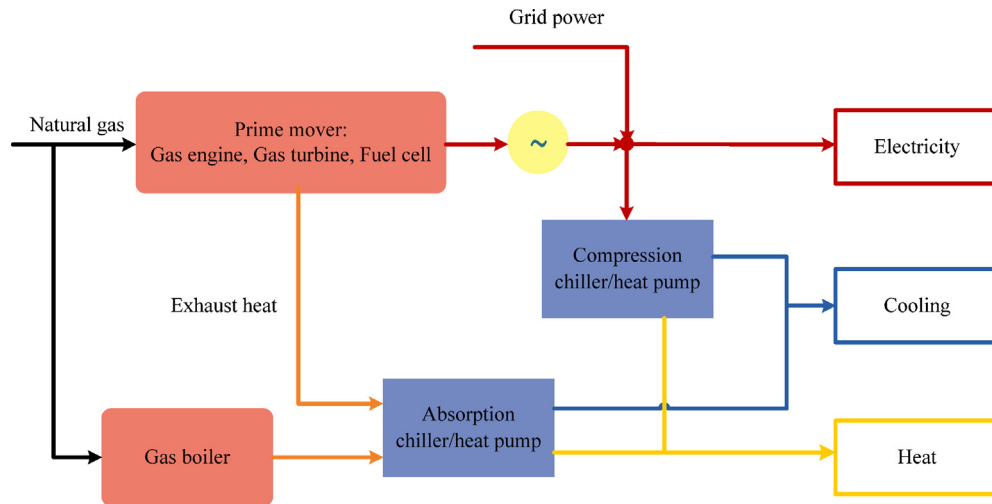 Grid power
Natural gas
Prime mover:
Gas engine, Gas turbine, Fuel cell
~
Electricity
Compression
chiller/heat pump
Exhaust heat
Cooling
Absorption
chiller/heat pump
Gas boiler
Heat